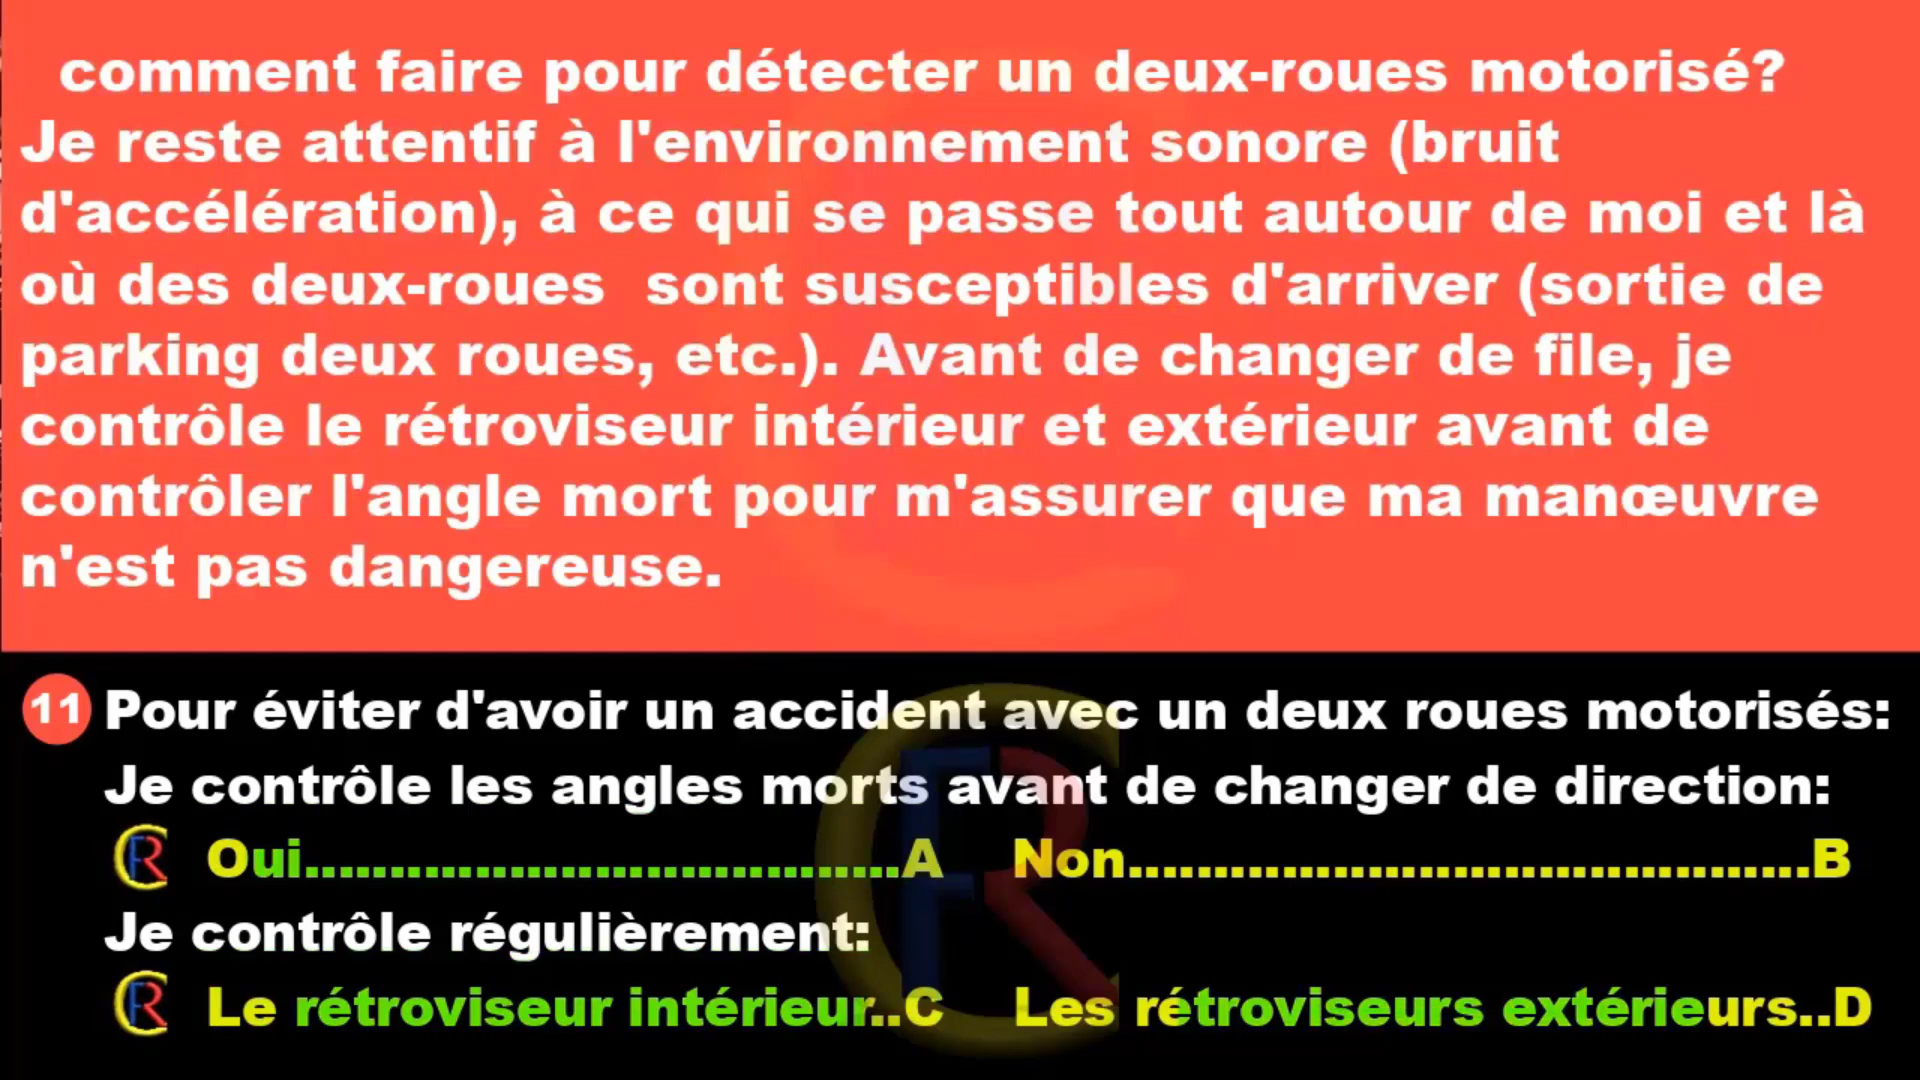 comment faire pour détecter un deux-roues motorisé?
Je reste attentif à l'environnement sonore (bruit
d'accélération), à ce qui se passe tout autour de moi et là
où des deux-roues sont susceptibles d'arriver (sortie de
parking deux roues, etc.). Avant de changer de file, je
contrôle le rétroviseur intérieur et extérieur avant de
contrôler l'angle mort pour m'assurer que ma manœuvre
n'est pas dangereuse.
11 Pour éviter d'avoir un accident avec un deux roues motorisés:
Je contrôle les angles morts avant de changer de direction:
CFR Oui...................................A Non........................................B
Je contrôle régulièrement:
CFR Le rétroviseur intérieur..C Les rétroviseurs extérieurs..D